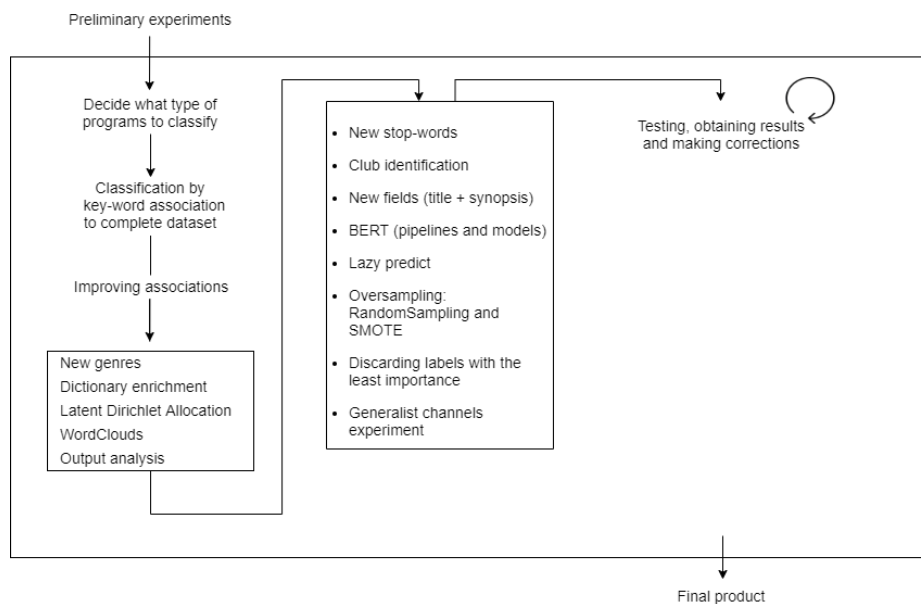 Preliminary experiments
Decide what type of
programs to classify
Classification by
key-word association
to complete dataset
Improving associations
New genres
Dictionary enrichment
Latent Dirichlet Allocation
WordClouds
Output analysis
• New stop-words
• Club identification
• New fields (title + synopsis)
• BERT (pipelines and models)
• Lazy predict
• Oversampling:
RandomSampling and
SMOTE
• Discarding labels with the
least importance
• Generalist channels
experiment
Testing, obtaining results
and making corrections
Final product